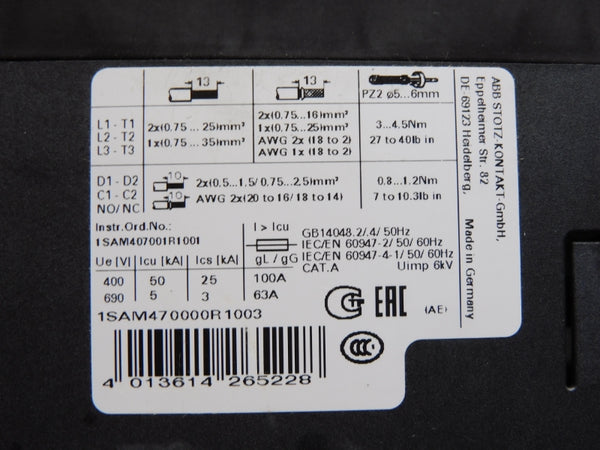 13
13
PZ2 ø5...6mm
L1 - T1
L2 - T2
L3 - T3
2x(0.75... 25)mm²
1x(0.75... 35)mm²
2x(0.75...16)mm²
1x(0.75...25)mm²
AWG 2x (18 to 2)
AWG 1x (18 to 2)
3...4.5Nm
27 to 40lb in
D1 - D2
C1 - C2
NO/ NC
10
10
2x(0.5...1.5/ 0.75...2.5)mm²
AWG 2x(20 to 16/ 18 to 14)
0.8...1.2Nm
7 to 10.3lb in
Instr.Ord.No.:
1SAM407001R1001
I > Icu
gL / gG
GB14048.2/.4/ 50Hz
IEC/EN 60947-2/ 50/ 60Hz
IEC/EN 60947-4-1/ 50/ 60Hz
CAT.A Uimp 6kV
Ue [V] Icu [kA] Ics [kA]
400 50 25 100A
690 5 3 63A
1SAM470000R1003
4 013614 265228
EAC
(AE)
CCC
ABB STOTZ-KONTAKT-GmbH,
Eppelheimer Str. 82
DE- 69123 Heidelberg, Made in Germany